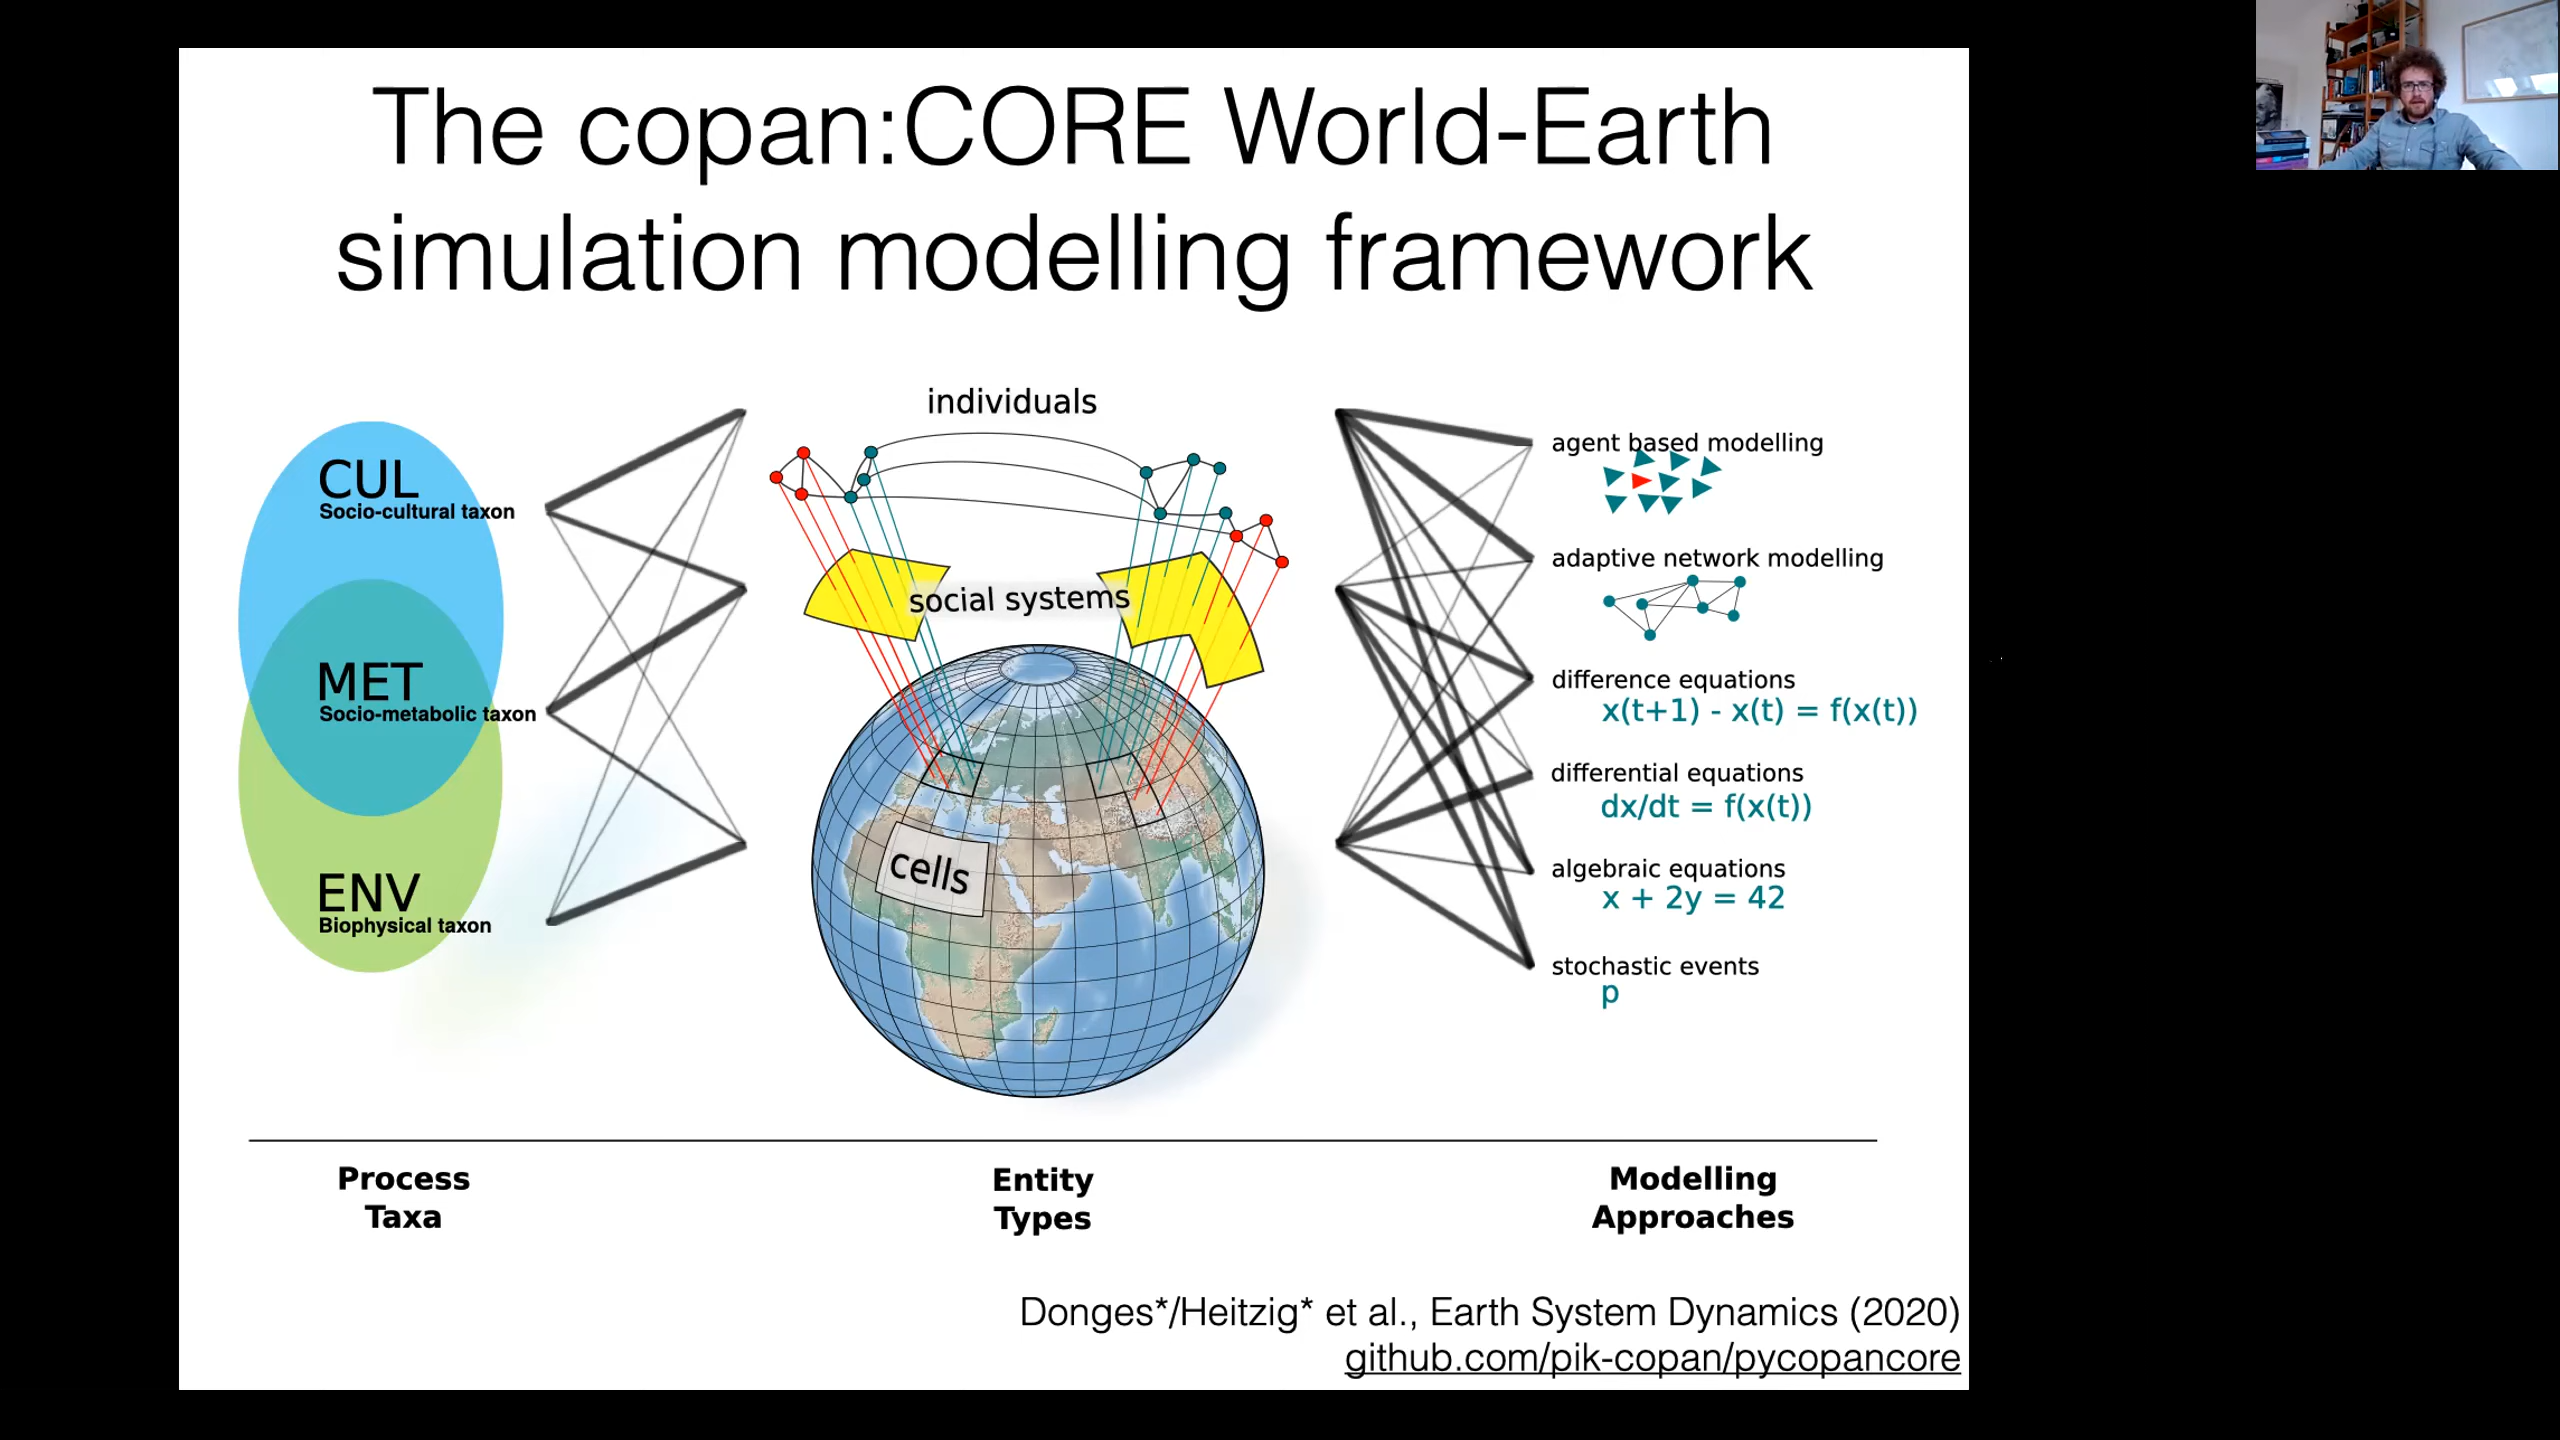 The copan:CORE World-Earth
simulation modelling framework
individuals
CUL
Socio-cultural taxon
MET
Socio-metabolic taxon
ENV
Biophysical taxon
social systems
cells
agent based modelling
adaptive network modelling
difference equations
x(t+1) - x(t) = f(x(t))
differential equations
dx/dt = f(x(t))
algebraic equations
x + 2y = 42
stochastic events
p
Process
Taxa
Entity
Types
Modelling
Approaches
Donges*/Heitzig* et al., Earth System Dynamics (2020)
github.com/pik-copan/pycopancore